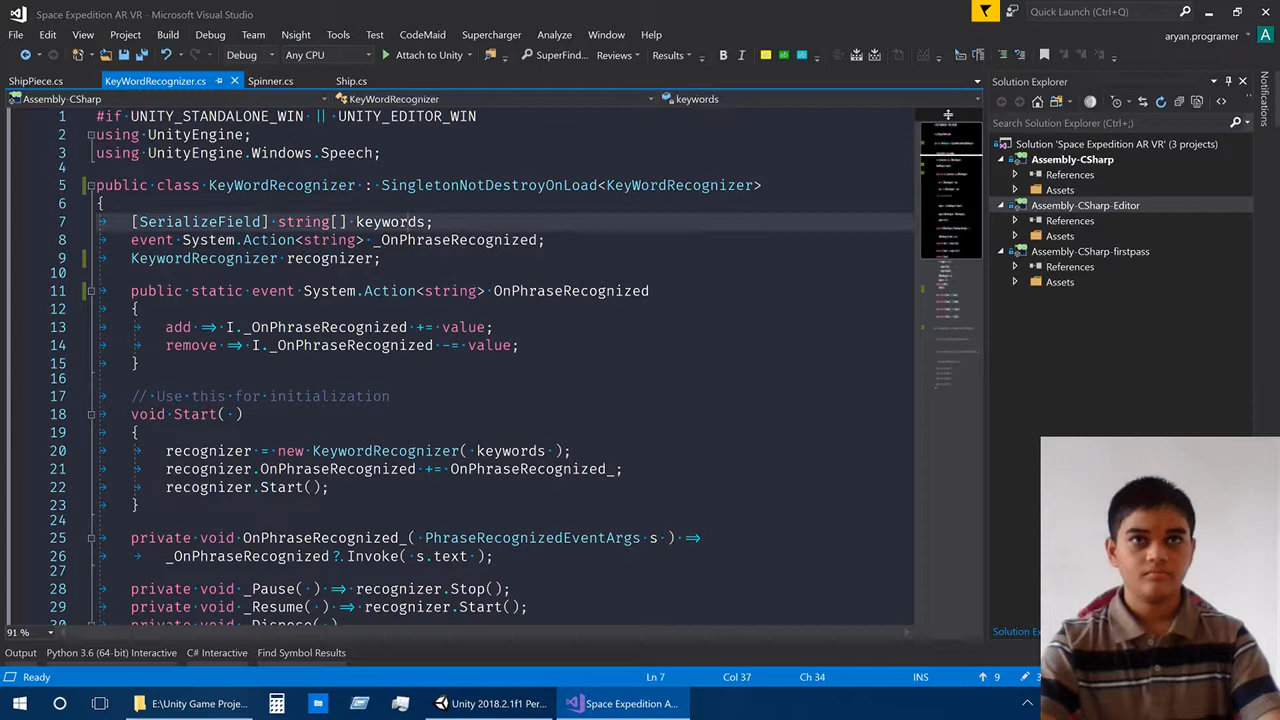 Space Expedition AR VR - Microsoft Visual Studio
Quick Launch (Ctrl+Q)
File Edit View Project Build Debug Team Nsight Tools Test CodeMaid Supercharger Analyze Window Help
aryan.programer A
Debug Any CPU Attach to Unity SuperFind... Reviews Results B U
ShipPiece.cs KeyWordRecognizer.cs Spinner.cs Ship.cs
Solution Explorer
Notifications
Assembly-CSharp KeyWordRecognizer keywords
Search Solution Explorer (Ctrl+;)
Solution 'Space Expedition AR VR' (3 projects)
Assembly-CSharp
References
Assets
Assembly-CSharp-Editor
References
Assets
Assembly-CSharp-firstpass
References
Assets
1 #if UNITY_STANDALONE_WIN || UNITY_EDITOR_WIN
2 using UnityEngine;
3 using UnityEngine.Windows.Speech;
4
5 public class KeyWordRecognizer : SingletonNotDestroyOnLoad<KeyWordRecognizer>
6 {
[SerializeField] string[] keywords;
8 event System.Action<string> _OnPhraseRecognized;
9 KeywordRecognizer recognizer;
10
11 public static event System.Action<string> OnPhraseRecognized
12 {
13 add => I._OnPhraseRecognized += value;
14 remove => I._OnPhraseRecognized -= value;
15 }
16
17 // Use this for initialization
18 void Start( )
19 {
20 recognizer = new KeywordRecognizer( keywords );
21 recognizer.OnPhraseRecognized += OnPhraseRecognized_;
22 recognizer.Start();
23 }
24
25 private void OnPhraseRecognized_( PhraseRecognizedEventArgs s ) =>
26 _OnPhraseRecognized?.Invoke( s.text );
27
28 private void _Pause( ) => recognizer.Stop();
29 private void _Resume( ) => recognizer.Start();
30 private void _Dispose( )
91 %
Solution Ex
Output Python 3.6 (64-bit) Interactive C# Interactive Find Symbol Results
Ready Ln 7 Col 37 Ch 34 INS 9
E:\Unity Game Proje... Unity 2018.2.1f1 Per... Space Expedition A...